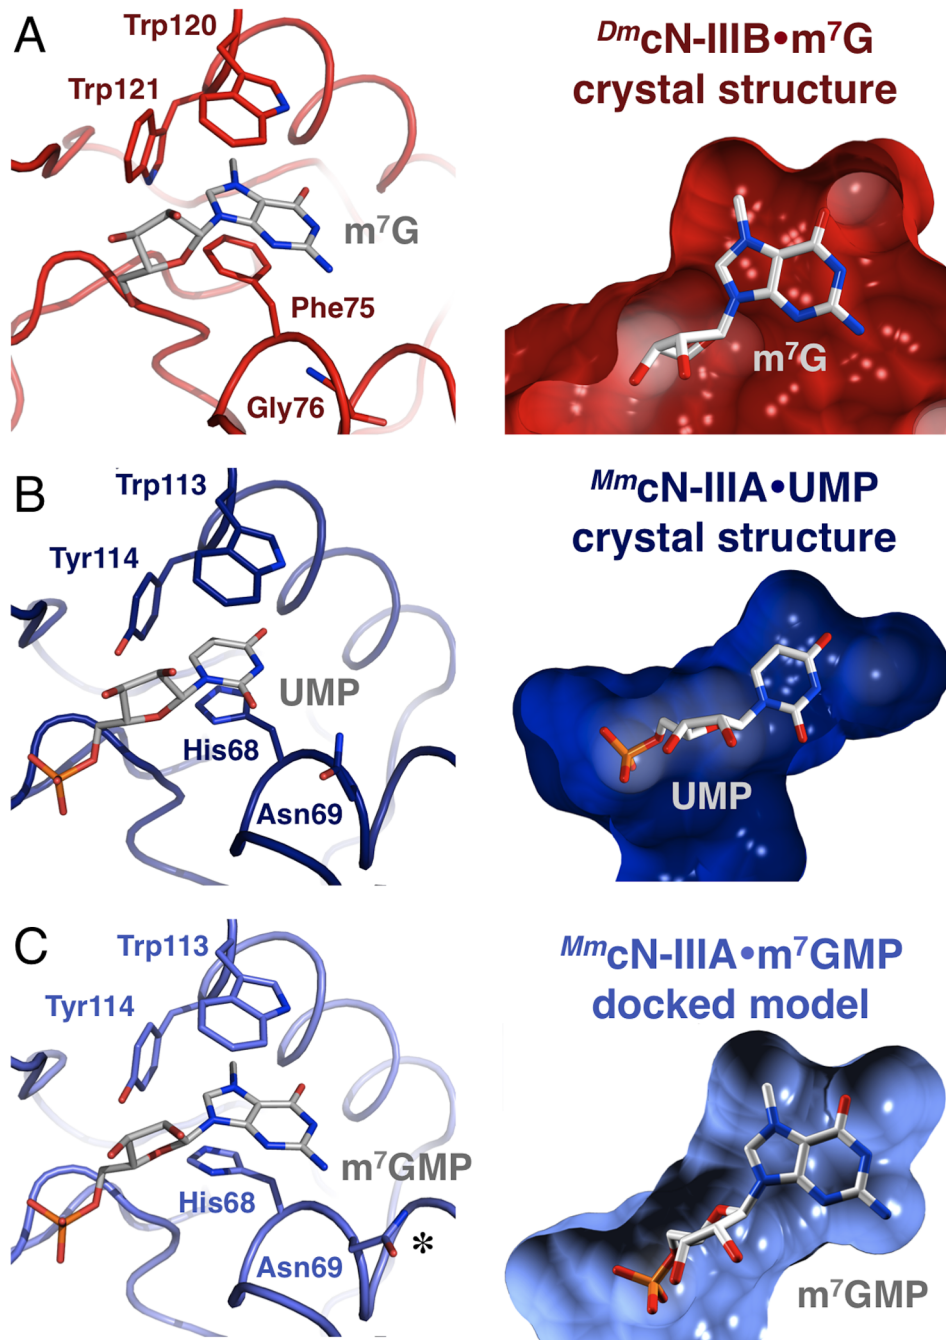 A
Trp120
Trp121
m⁷G
Phe75
Gly76
DmcN-IIIB•m⁷G
crystal structure
m⁷G
B
Trp113
Tyr114
UMP
His68
Asn69
MmcN-IIIA•UMP
crystal structure
UMP
C
Trp113
Tyr114
m⁷GMP
His68
Asn69
*
MmcN-IIIA•m⁷GMP
docked model
m⁷GMP